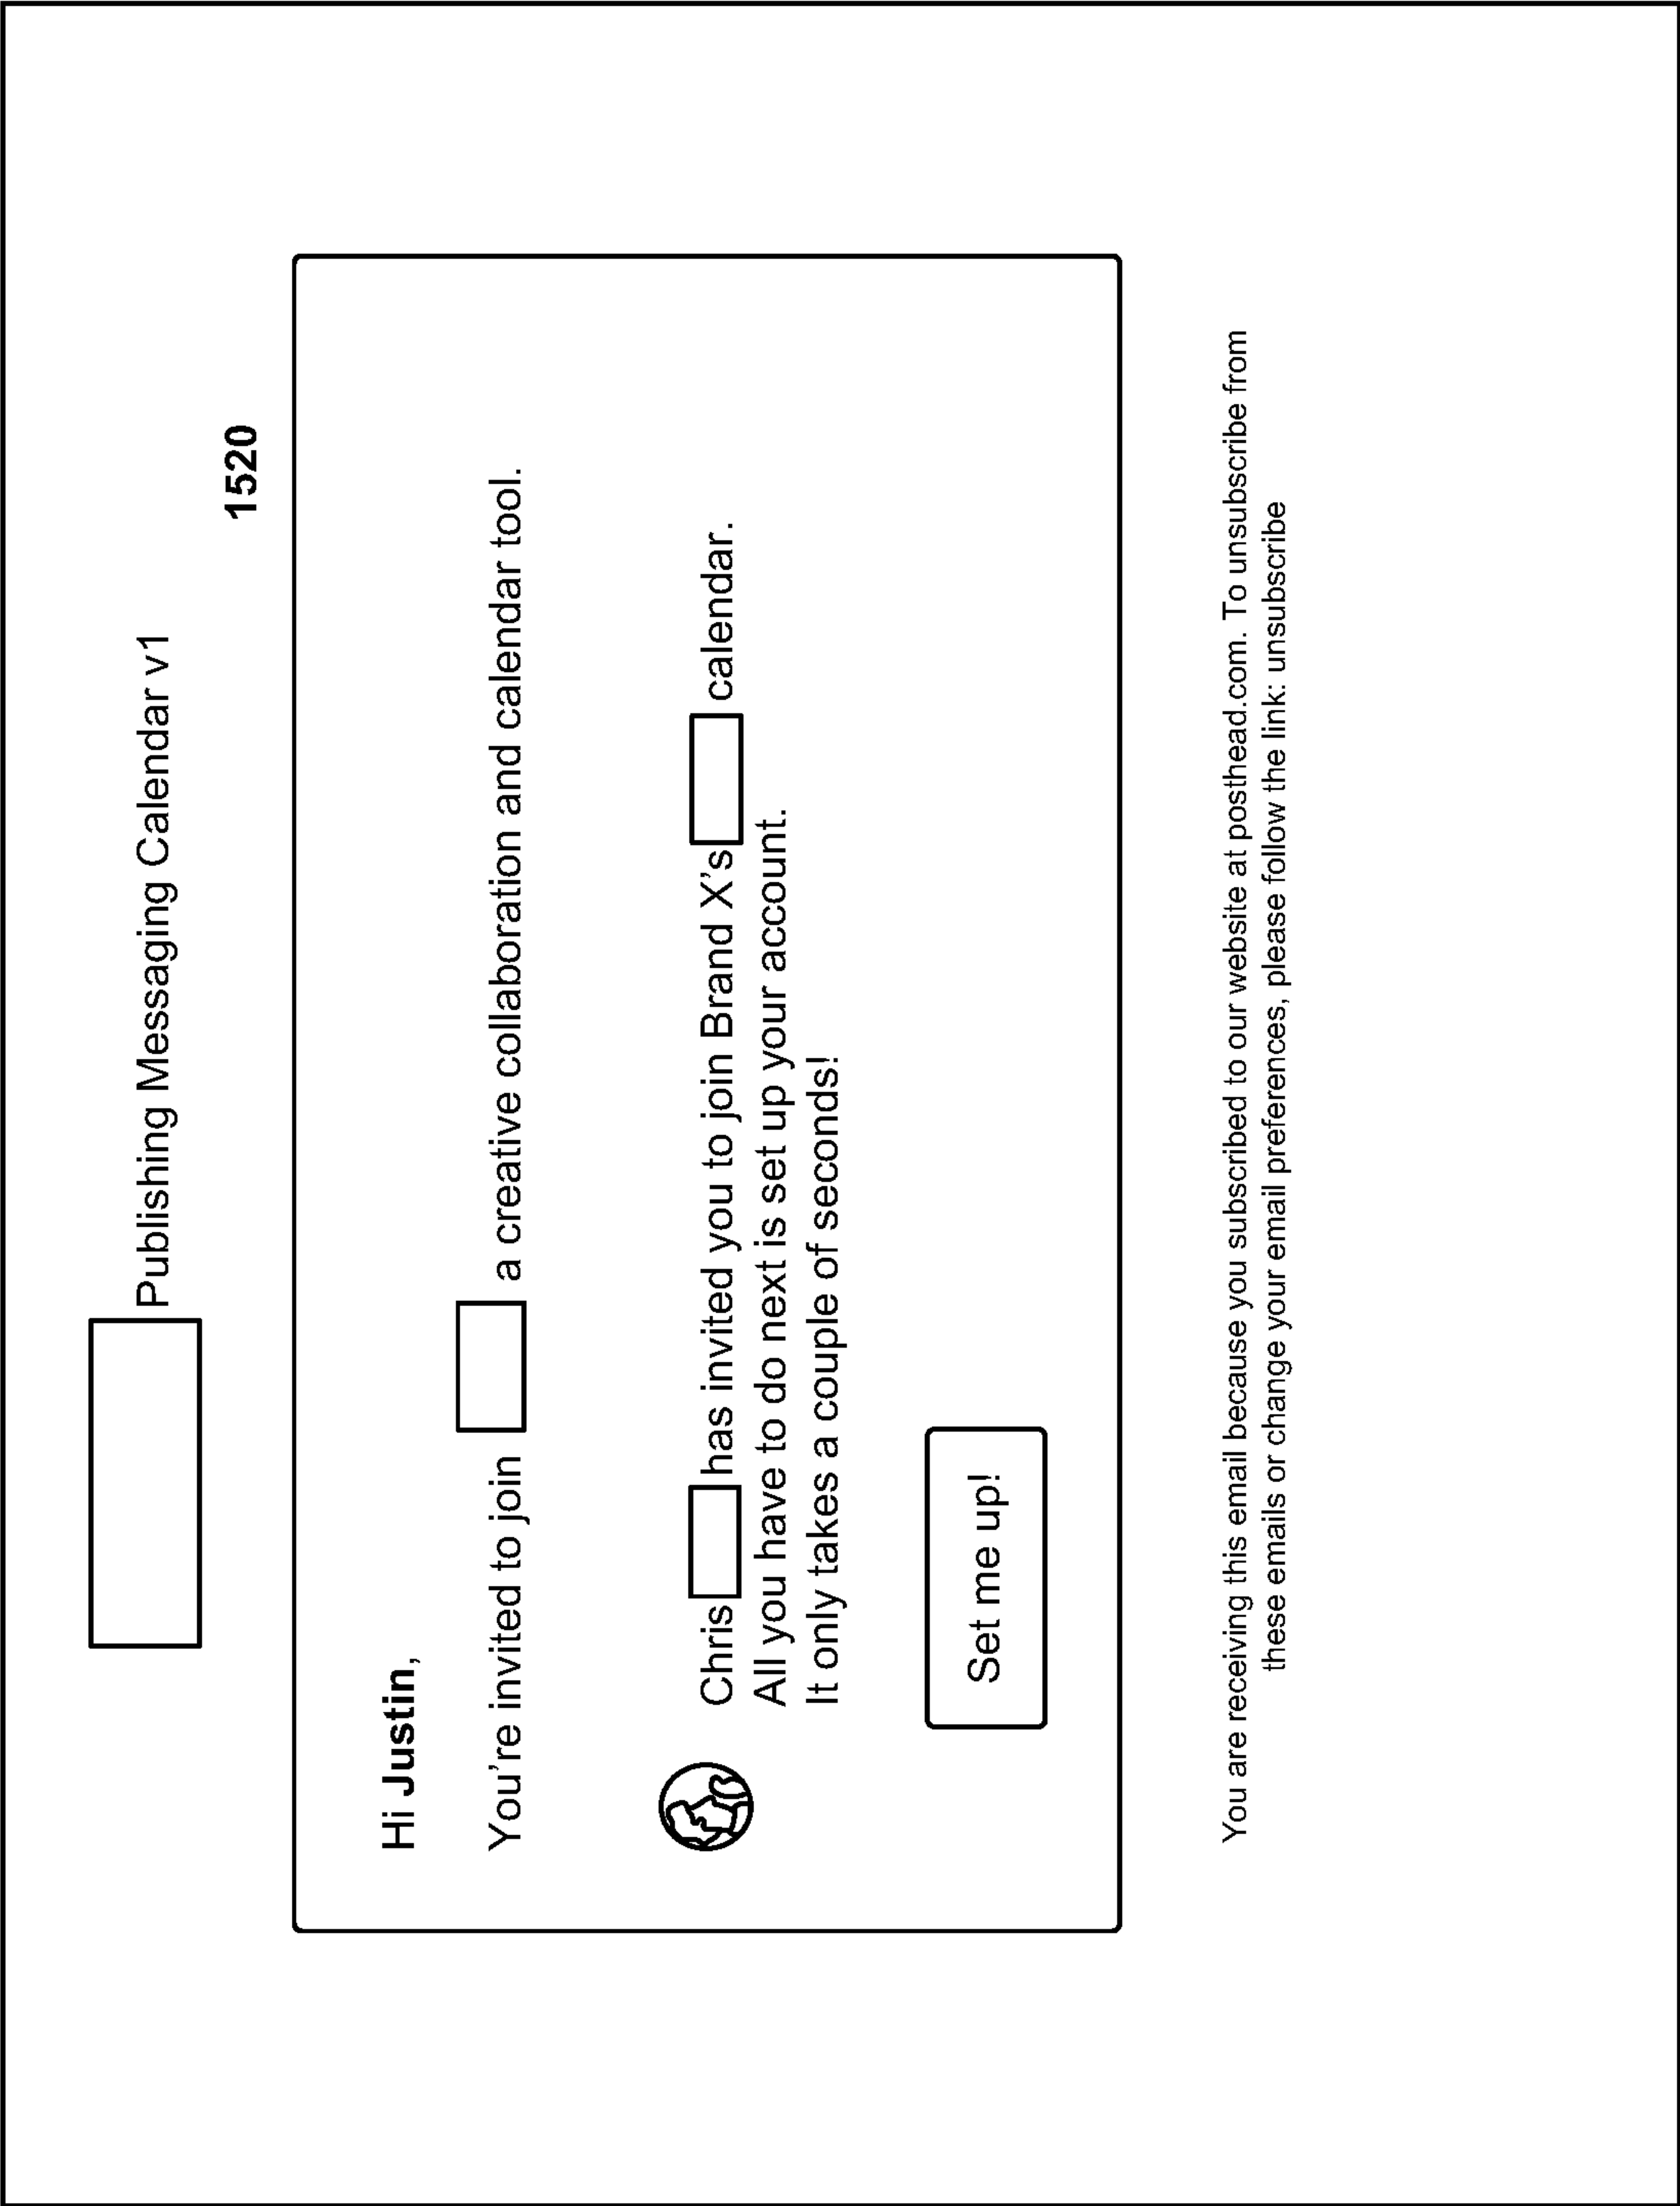 Publishing Messaging Calendar v1
1520
Hi Justin,
You're invited to join a creative collaboration and calendar tool.
Chris has invited you to join Brand X's calendar.
All you have to do next is set up your account.
It only takes a couple of seconds!
Set me up!
You are receiving this email because you subscribed to our website at posthead.com. To unsubscribe from
these emails or change your email preferences, please follow the link: unsubscribe